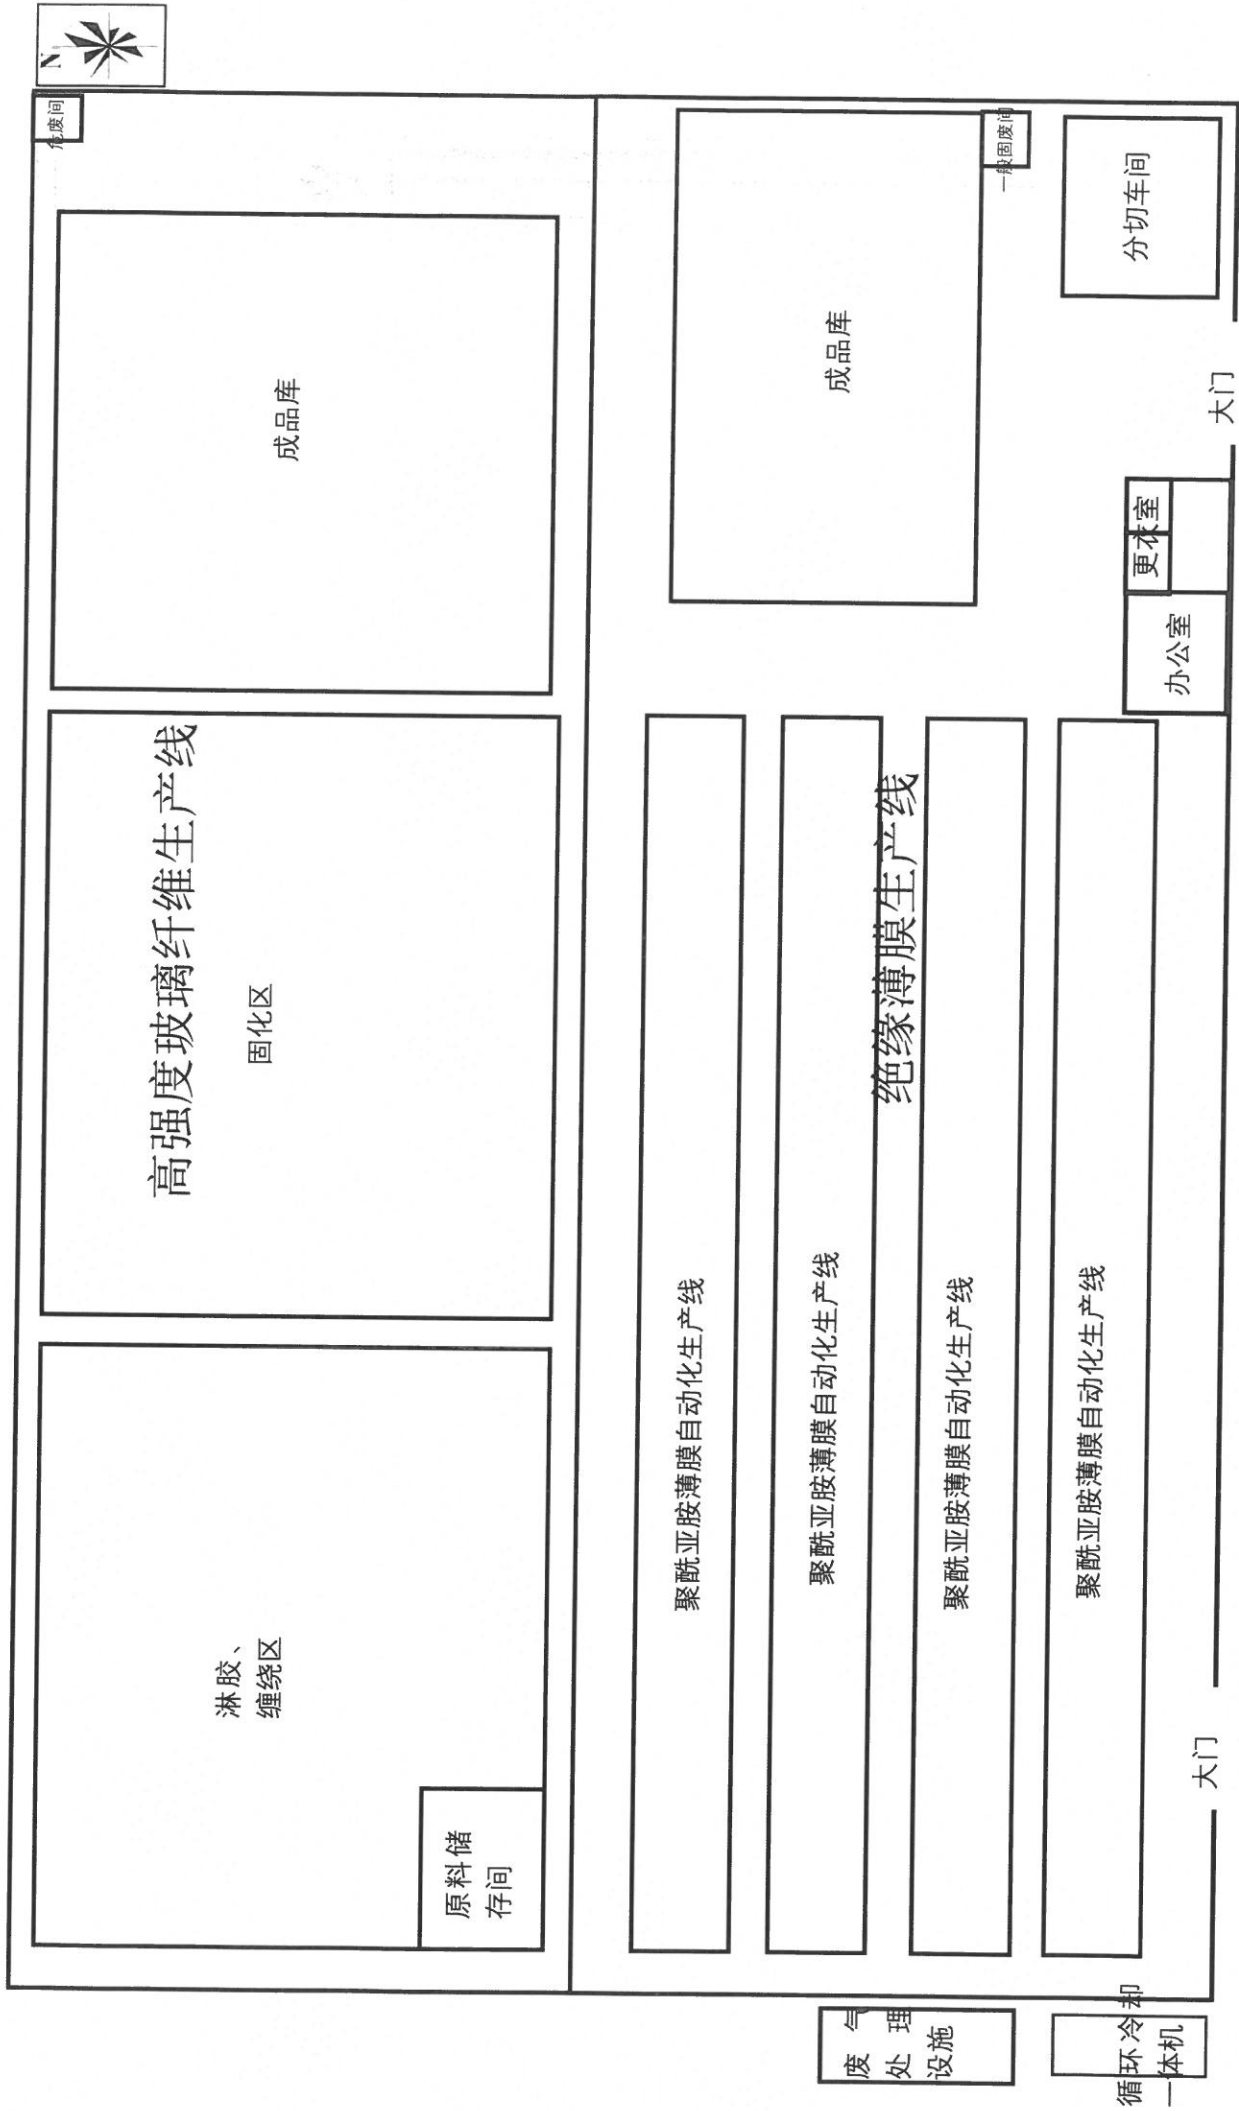 N
危废间
成品库
高强度玻璃纤维生产线
固化区
淋胶、
缠绕区
原料储
存间
成品库
一般固废间
分切车间
大门
更衣室
办公室
绝缘薄膜生产线
聚酰亚胺薄膜自动化生产线
聚酰亚胺薄膜自动化生产线
聚酰亚胺薄膜自动化生产线
聚酰亚胺薄膜自动化生产线
大门
废气
处理
设施
循环冷却
一体机